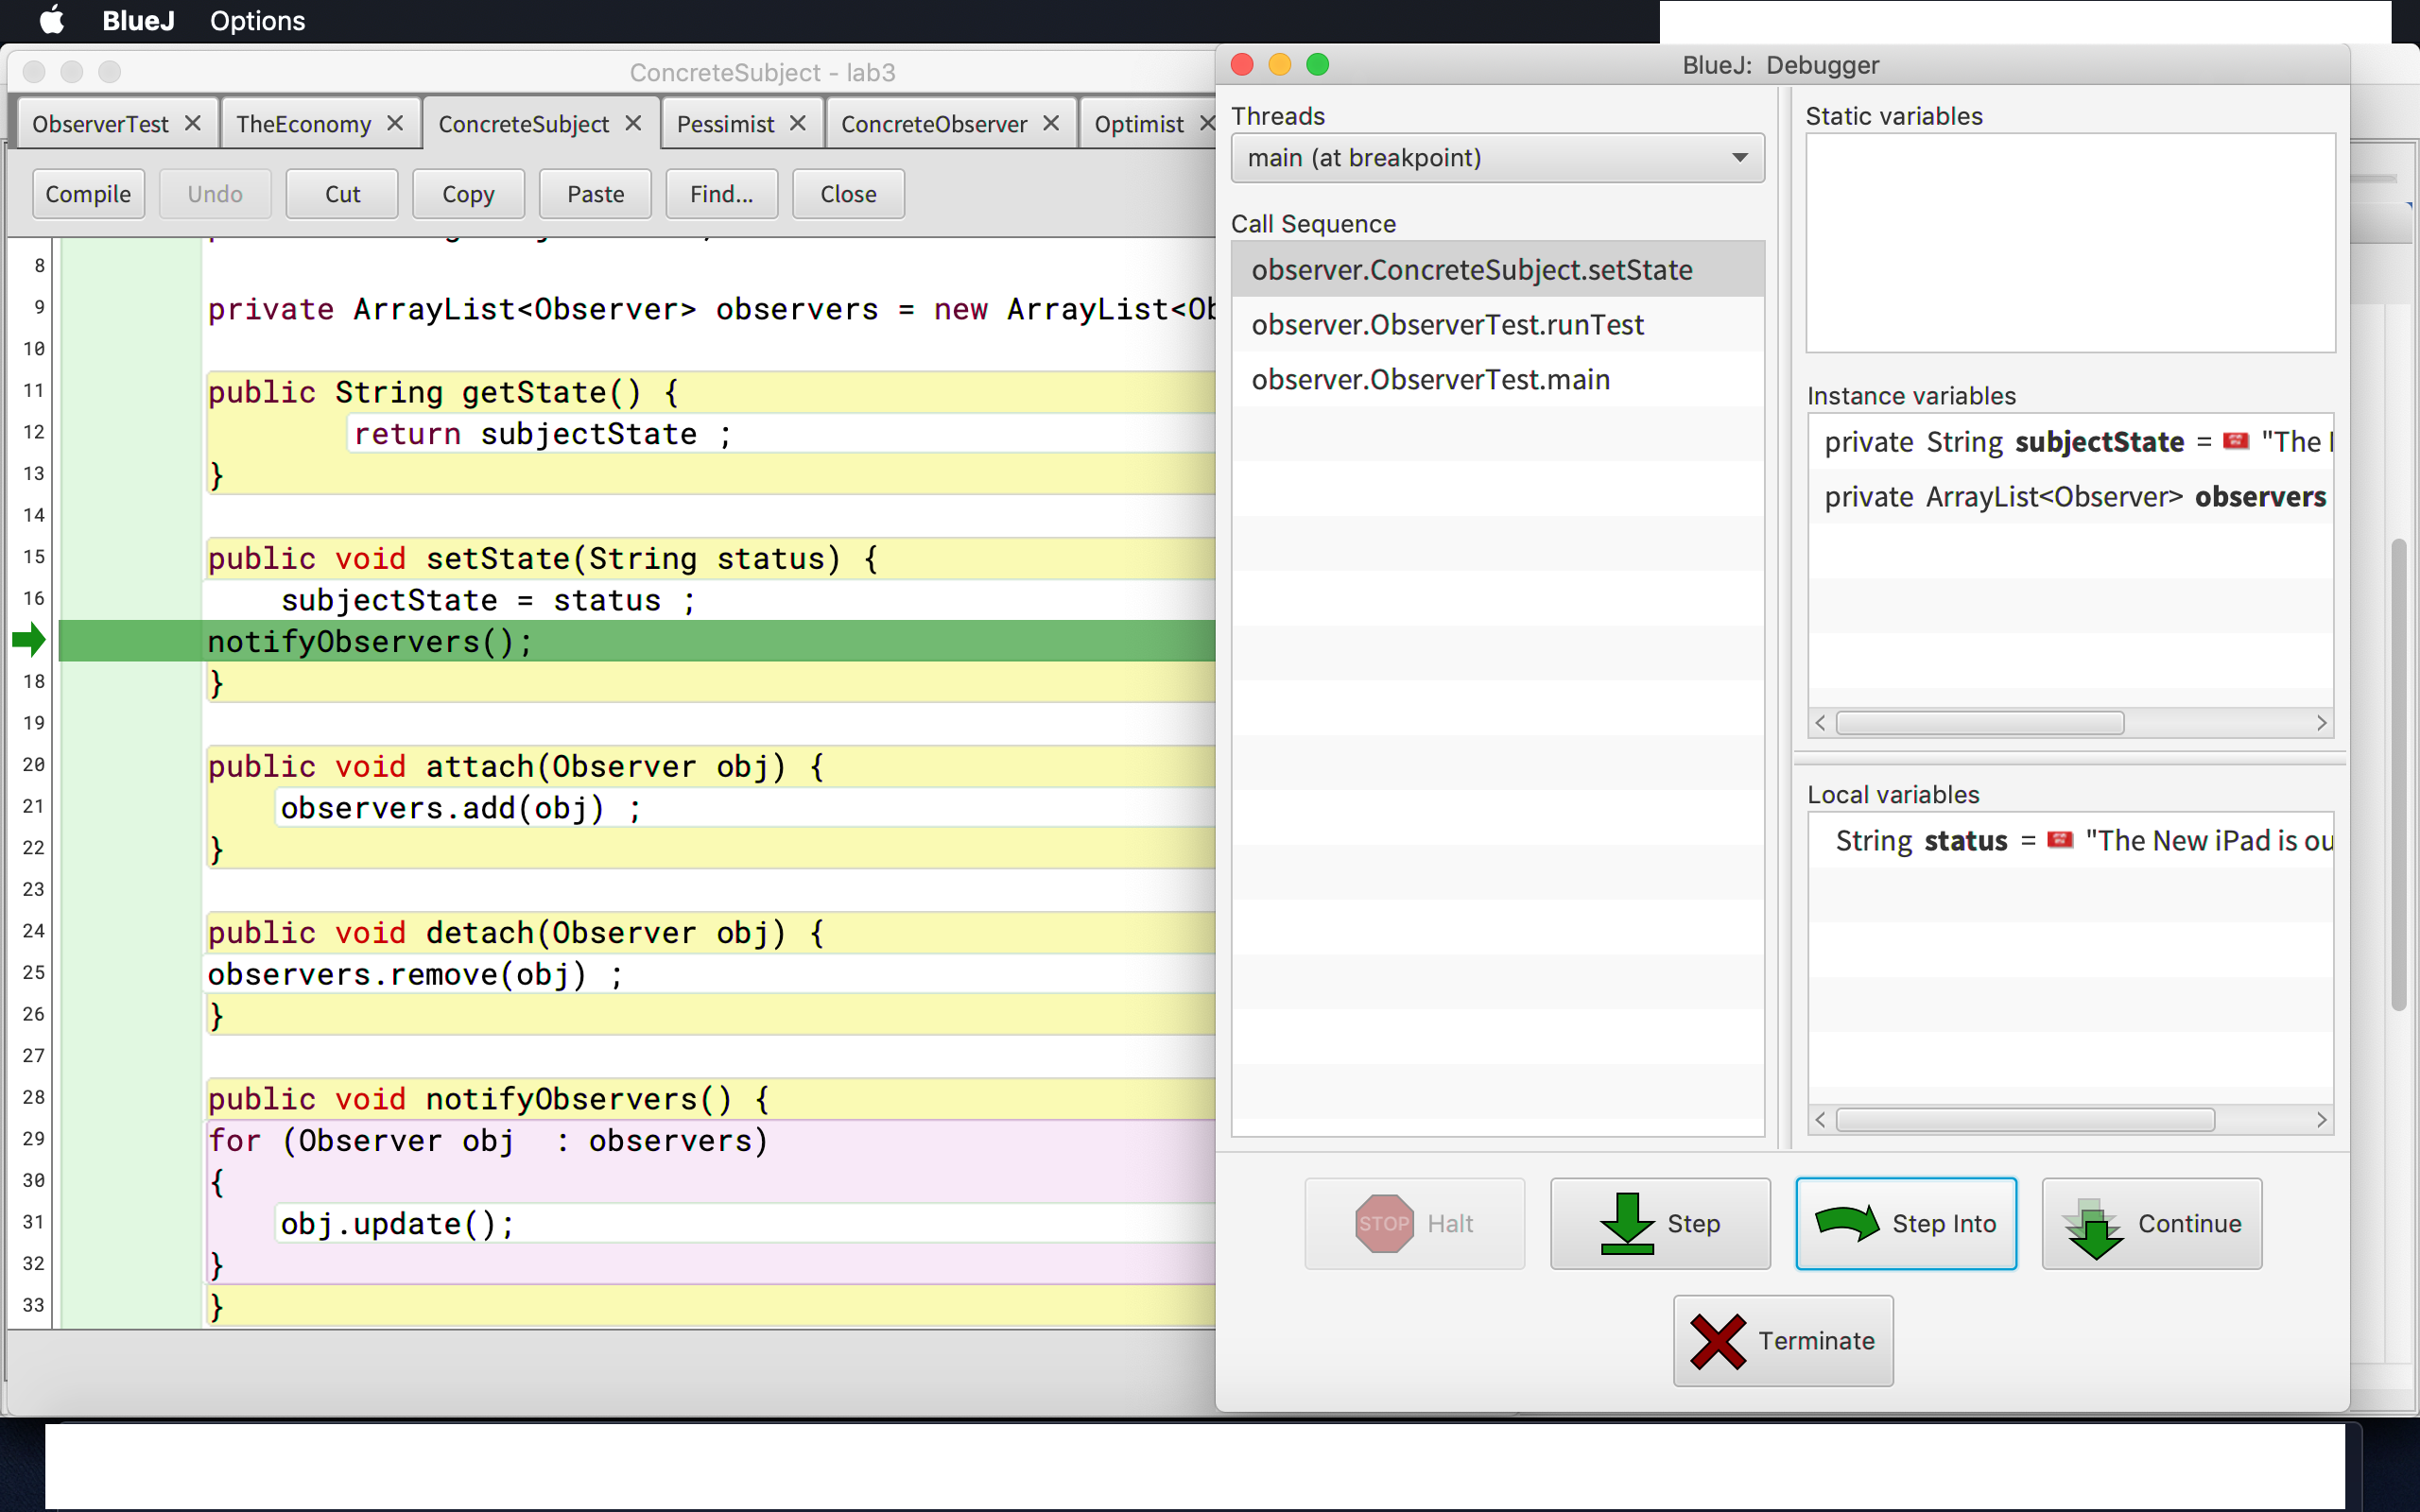 BlueJ Options
ConcreteSubject - lab3
ObserverTest TheEconomy ConcreteSubject Pessimist ConcreteObserver Optimist
Compile Undo Cut Copy Paste Find... Close
8
9 private ArrayList<Observer> observers = new ArrayList<Ob
10
11 public String getState() {
12 return subjectState ;
13 }
14
15 public void setState(String status) {
16 subjectState = status ;
notifyObservers();
18 }
19
20 public void attach(Observer obj) {
21 observers.add(obj) ;
22 }
23
24 public void detach(Observer obj) {
25 observers.remove(obj) ;
26 }
27
28 public void notifyObservers() {
29 for (Observer obj  : observers)
30 {
31 obj.update();
32 }
33 }
BlueJ: Debugger
Threads
main (at breakpoint)
Call Sequence
observer.ConcreteSubject.setState
observer.ObserverTest.runTest
observer.ObserverTest.main
Static variables
Instance variables
private String subjectState = "The
private ArrayList<Observer> observers
Local variables
String status = "The New iPad is ou
STOP Halt
Step
Step Into
Continue
Terminate